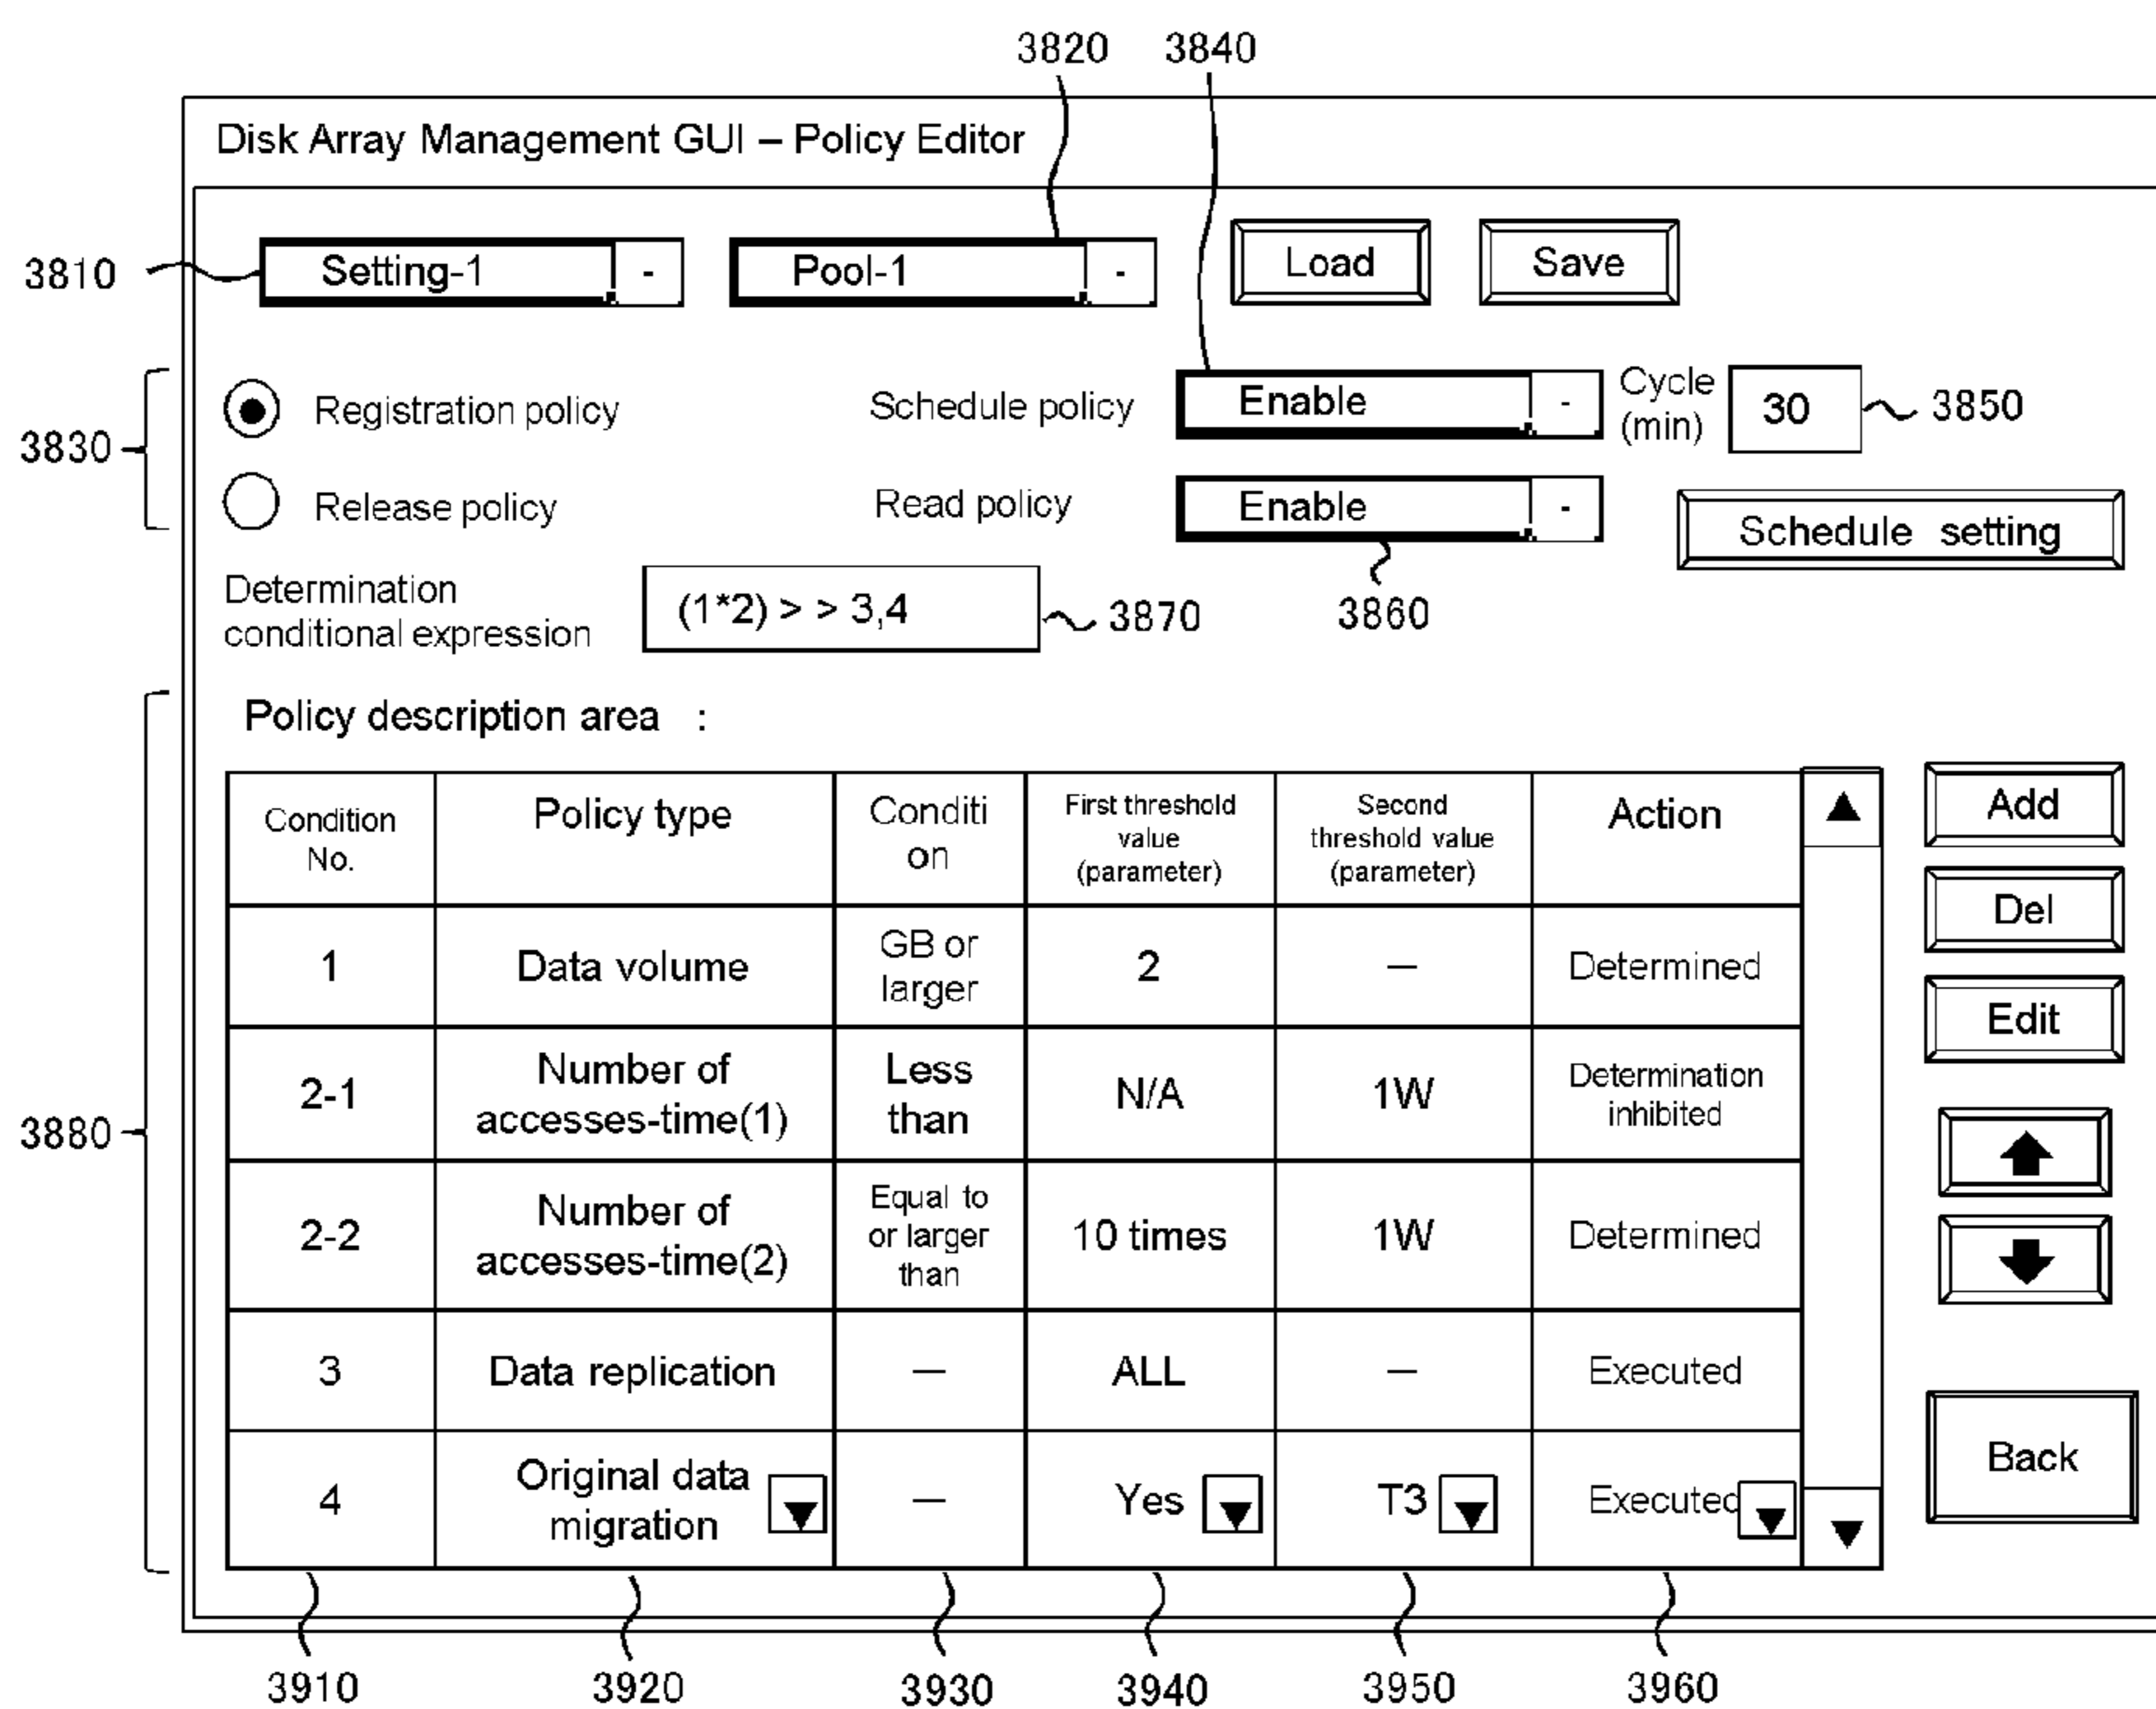 3820 3840
Disk Array Management GUI – Policy Editor
3810 Setting-1 - Pool-1 - Load Save
3830 Registration policy Schedule policy Enable - Cycle (min) 30 3850
Release policy Read policy Enable - Schedule setting
3860
Determination
conditional expression (1*2) > > 3,4 3870
3880
Policy description area :
Condition No. Policy type Conditi on First threshold value (parameter) Second threshold value (parameter) Action
1 Data volume GB or larger 2 — Determined
2-1 Number of accesses-time(1) Less than N/A 1W Determination inhibited
2-2 Number of accesses-time(2) Equal to or larger than 10 times 1W Determined
3 Data replication — ALL — Executed
4 Original data migration — Yes T3 Executed
Add
Del
Edit
Back
3910 3920 3930 3940 3950 3960